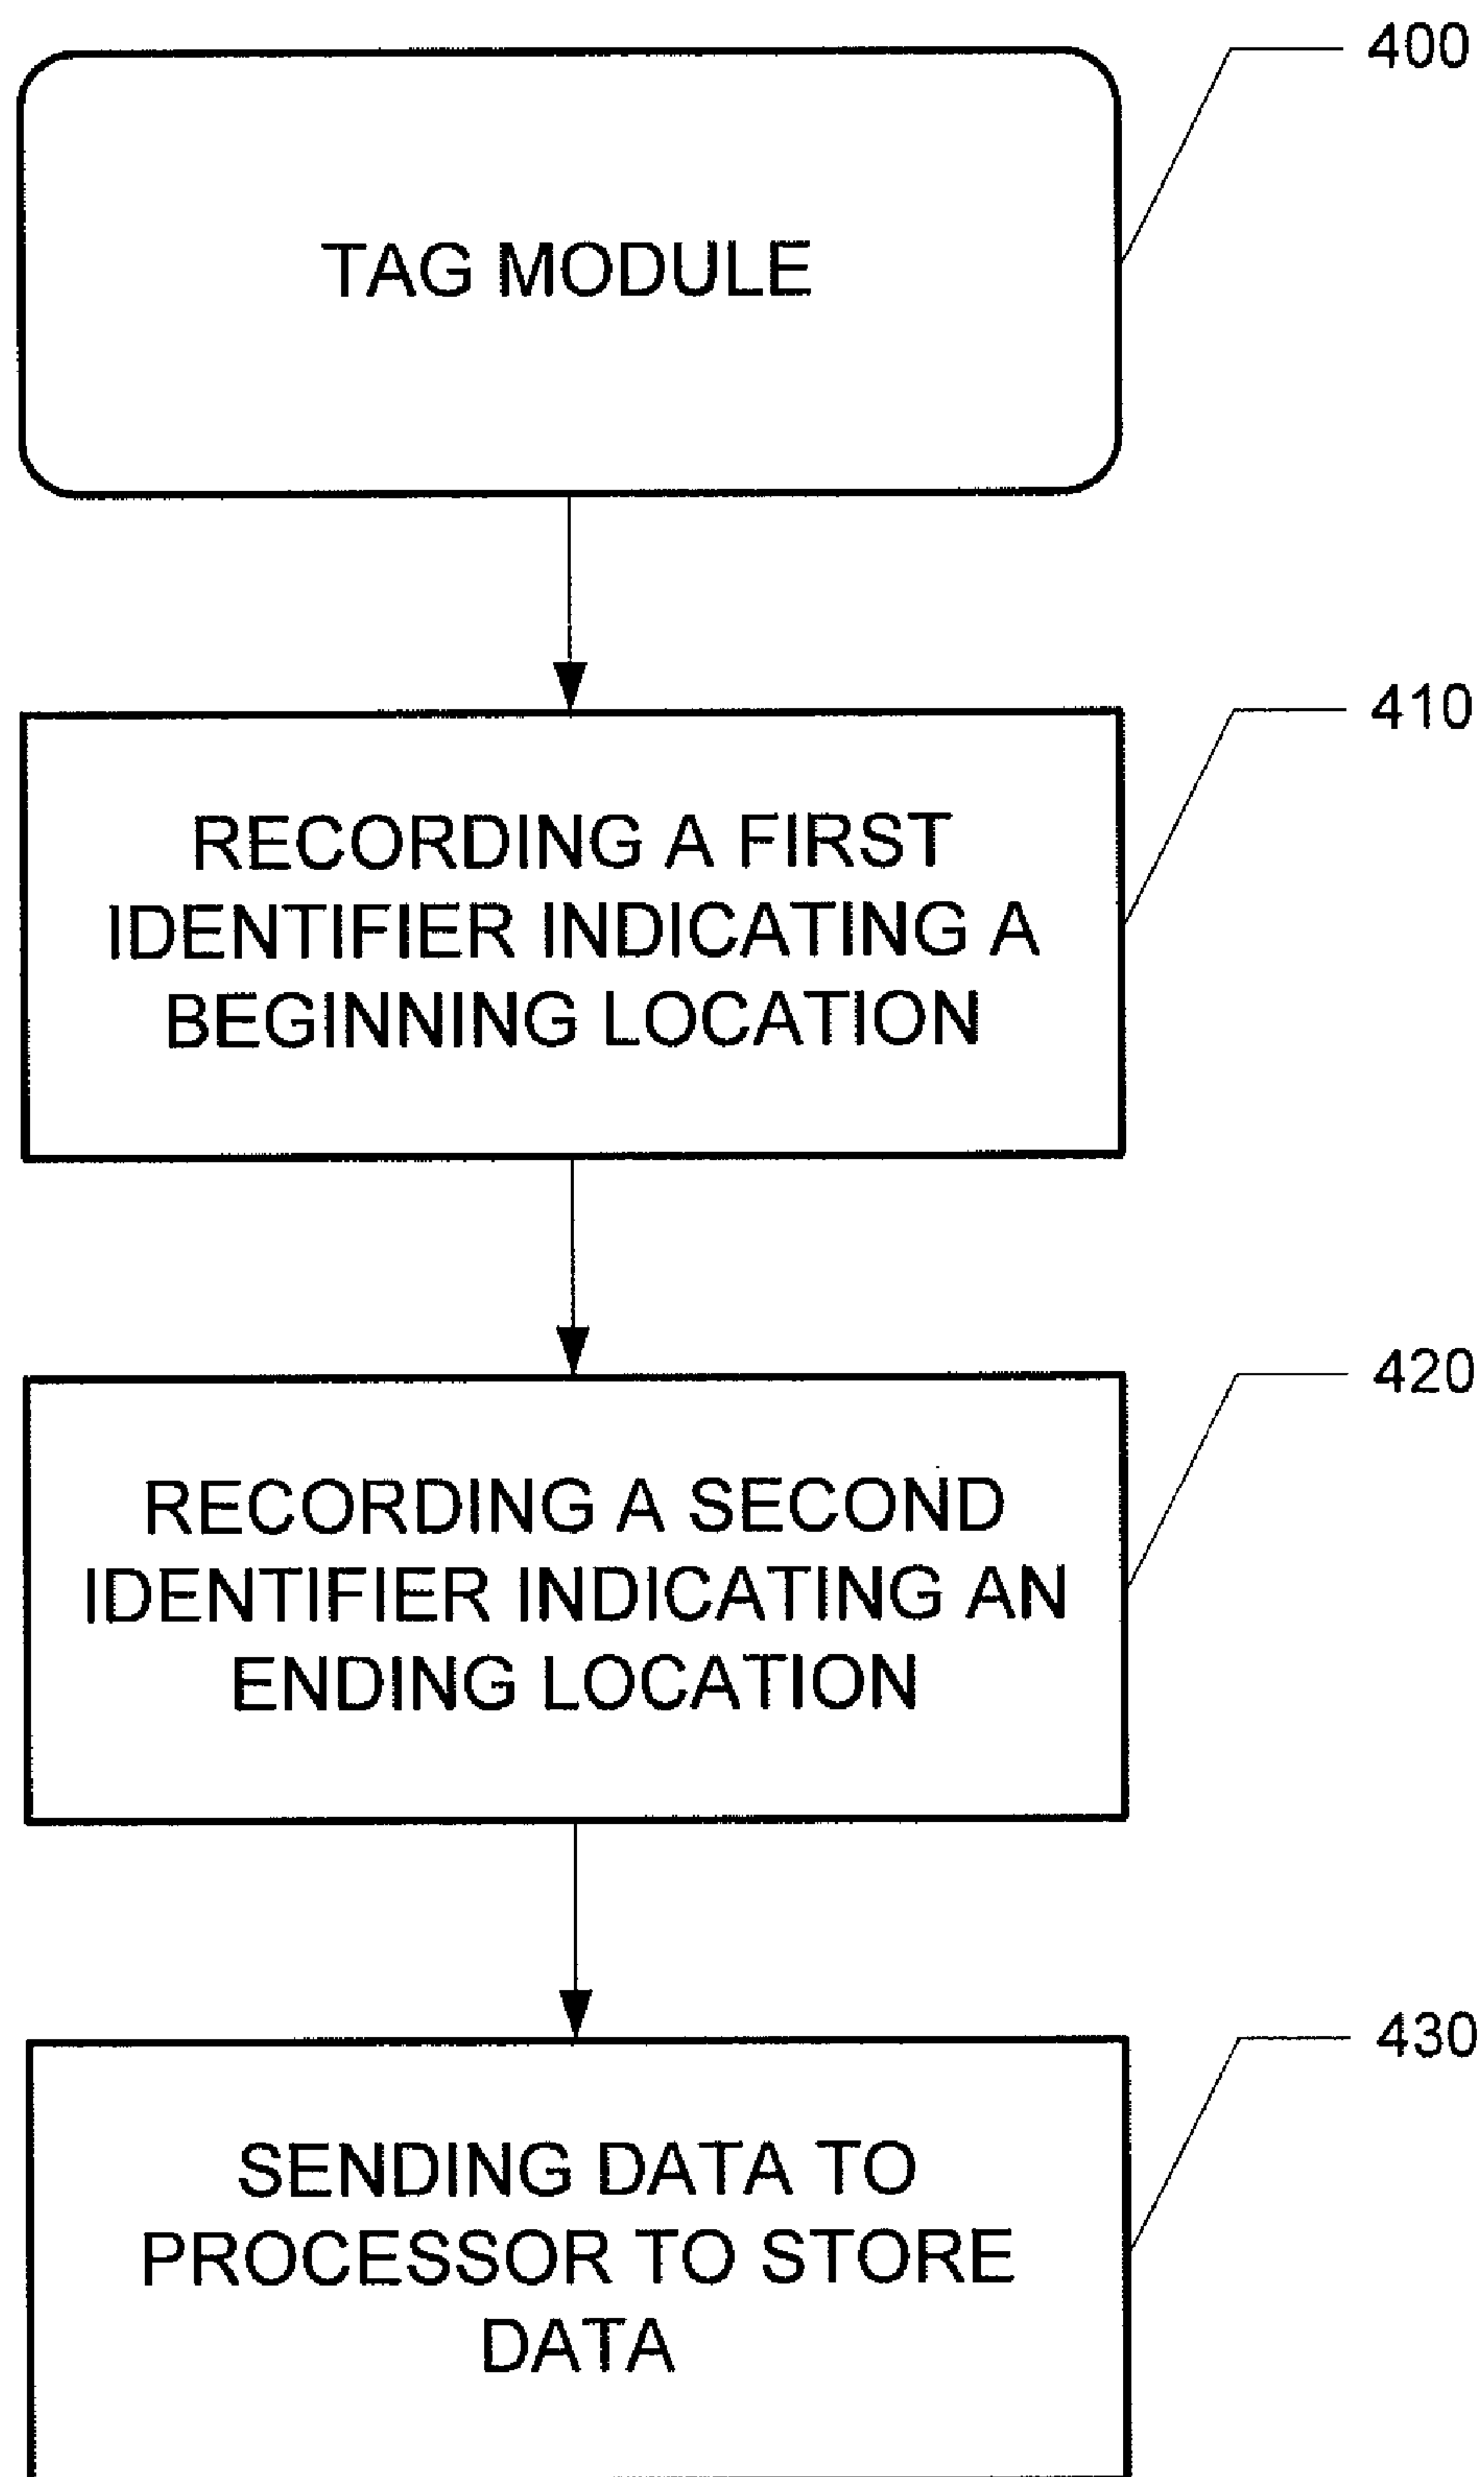 400
TAG MODULE
410
RECORDING A FIRST
IDENTIFIER INDICATING A
BEGINNING LOCATION
420
RECORDING A SECOND
IDENTIFIER INDICATING AN
ENDING LOCATION
430
SENDING DATA TO
PROCESSOR TO STORE
DATA